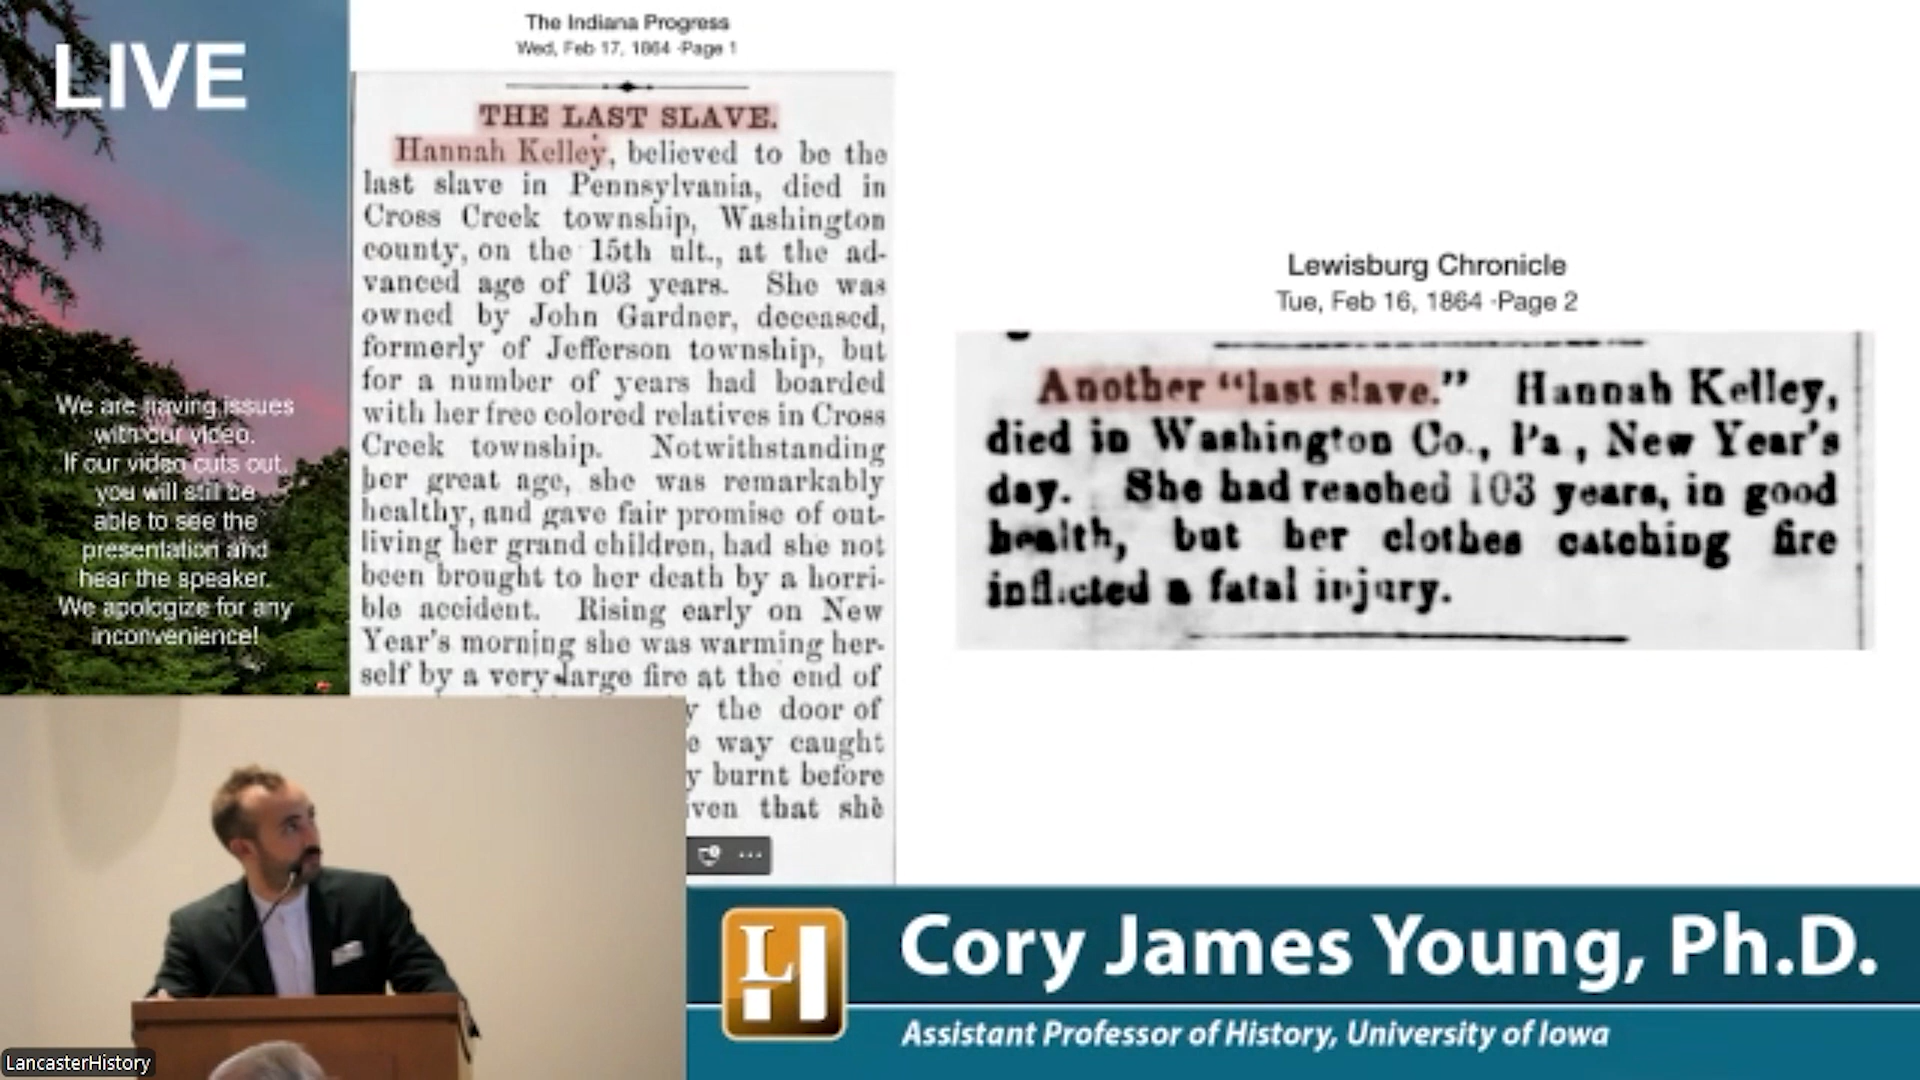 LIVE
We are having issues
with our video.
If our video cuts out,
you will still be
able to see the
presentation and
hear the speaker.
We apologize for any
inconvenience!
The Indiana Progress
Wed, Feb 17, 1864 -Page 1
THE LAST SLAVE.
Hannah Kelley, believed to be the
last slave in Pennsylvania, died in
Cross Creek township, Washington
county, on the 15th ult., at the ad-
vanced age of 103 years. She was
owned by John Gardner, deceased,
formerly of Jefferson township, but
for a number of years had boarded
with her free colored relatives in Cross
Creek township. Notwithstanding
her great age, she was remarkably
healthy, and gave fair promise of out-
living her grand children, had she not
been brought to her death by a horri-
ble accident. Rising early on New
Year's morning she was warming her-
self by a very large fire at the end of
the door of
way caught
burnt before
that she
Lewisburg Chronicle
Tue, Feb 16, 1864 -Page 2
Another "last slave." Hannah Kelley,
died in Washington Co., Pa., New Year's
day. She had reached 103 years, in good
health, but her clothes catching fire
inflicted a fatal injury.
LH
Cory James Young, Ph.D.
Assistant Professor of History, University of Iowa
LancasterHistory